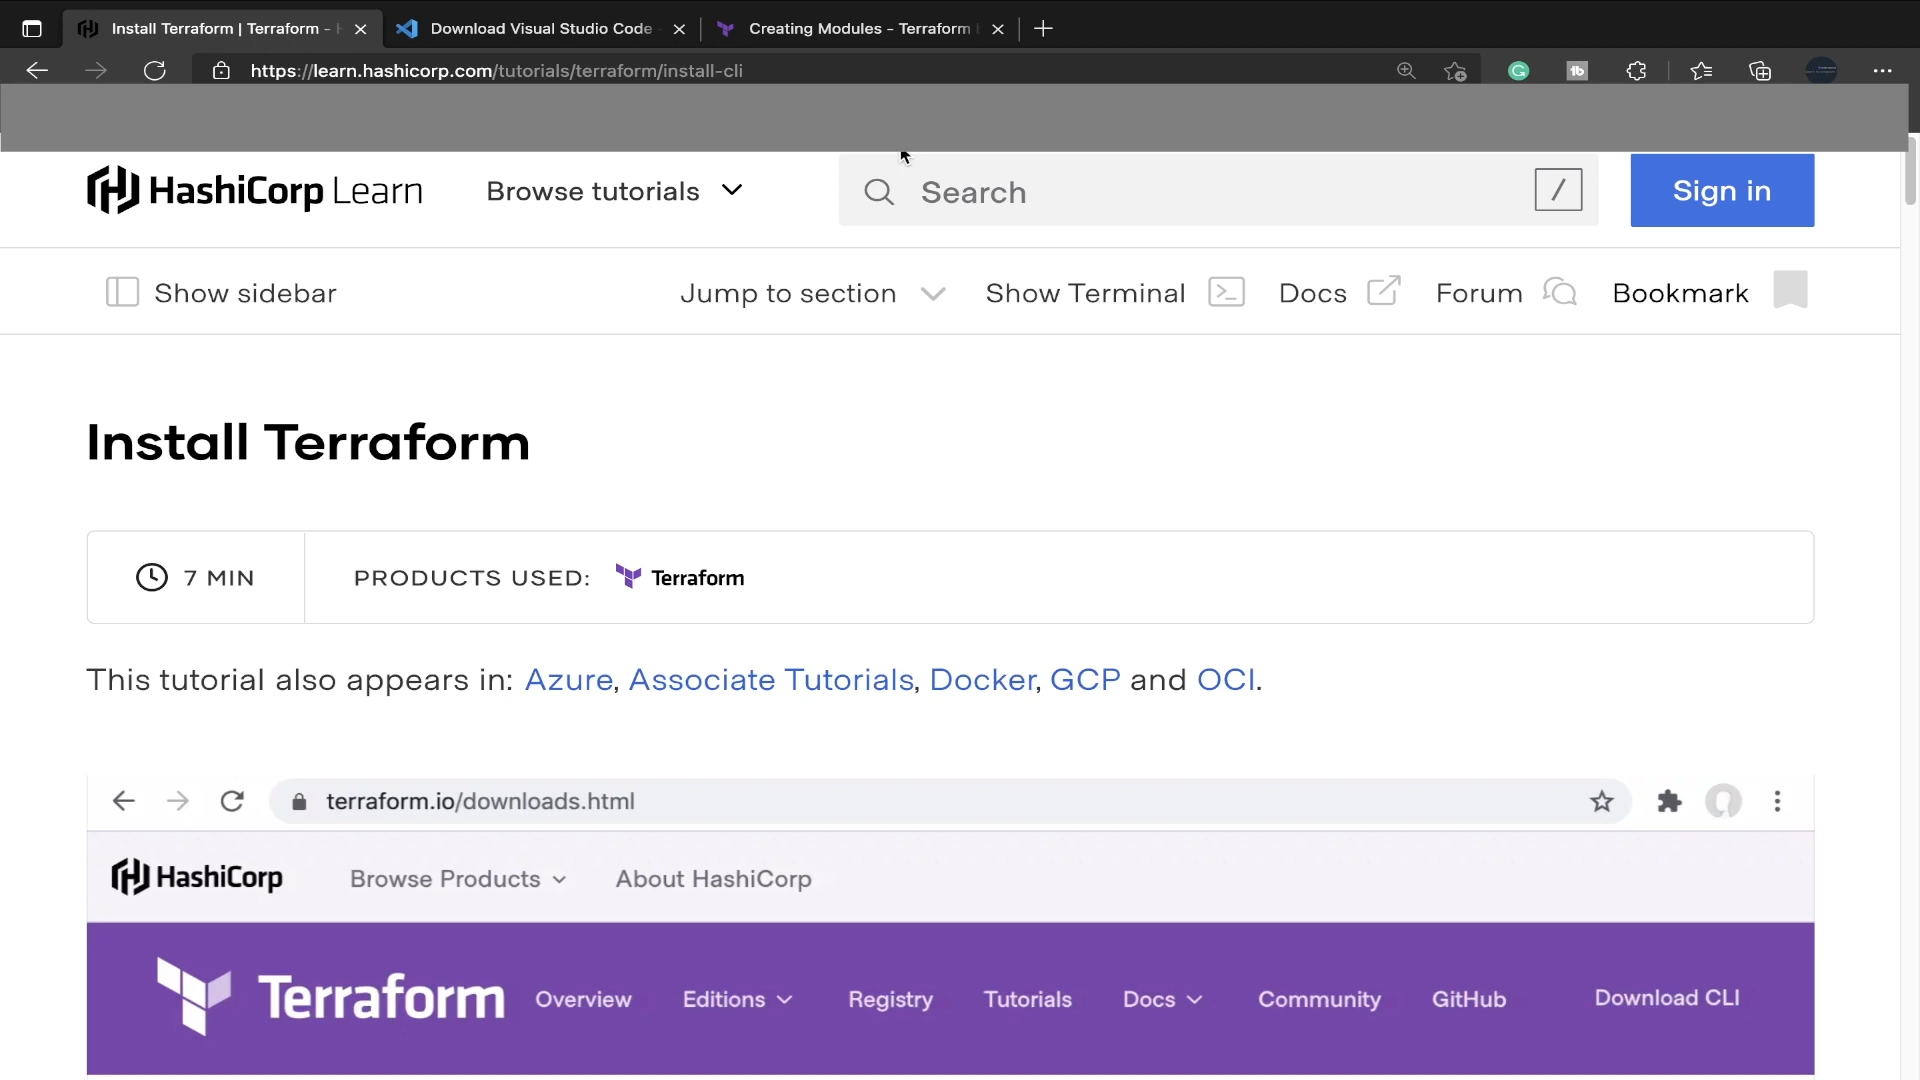 Install Terraform | Terraform -
Download Visual Studio Code
Creating Modules - Terraform
https://learn.hashicorp.com/tutorials/terraform/install-cli
HashiCorp Learn
Browse tutorials
Search
/
Sign in
Show sidebar
Jump to section
Show Terminal
Docs
Forum
Bookmark
Install Terraform
7 MIN
PRODUCTS USED: Terraform
This tutorial also appears in: Azure, Associate Tutorials, Docker, GCP and OCI.
terraform.io/downloads.html
HashiCorp
Browse Products
About HashiCorp
Terraform
Overview
Editions
Registry
Tutorials
Docs
Community
GitHub
Download CLI